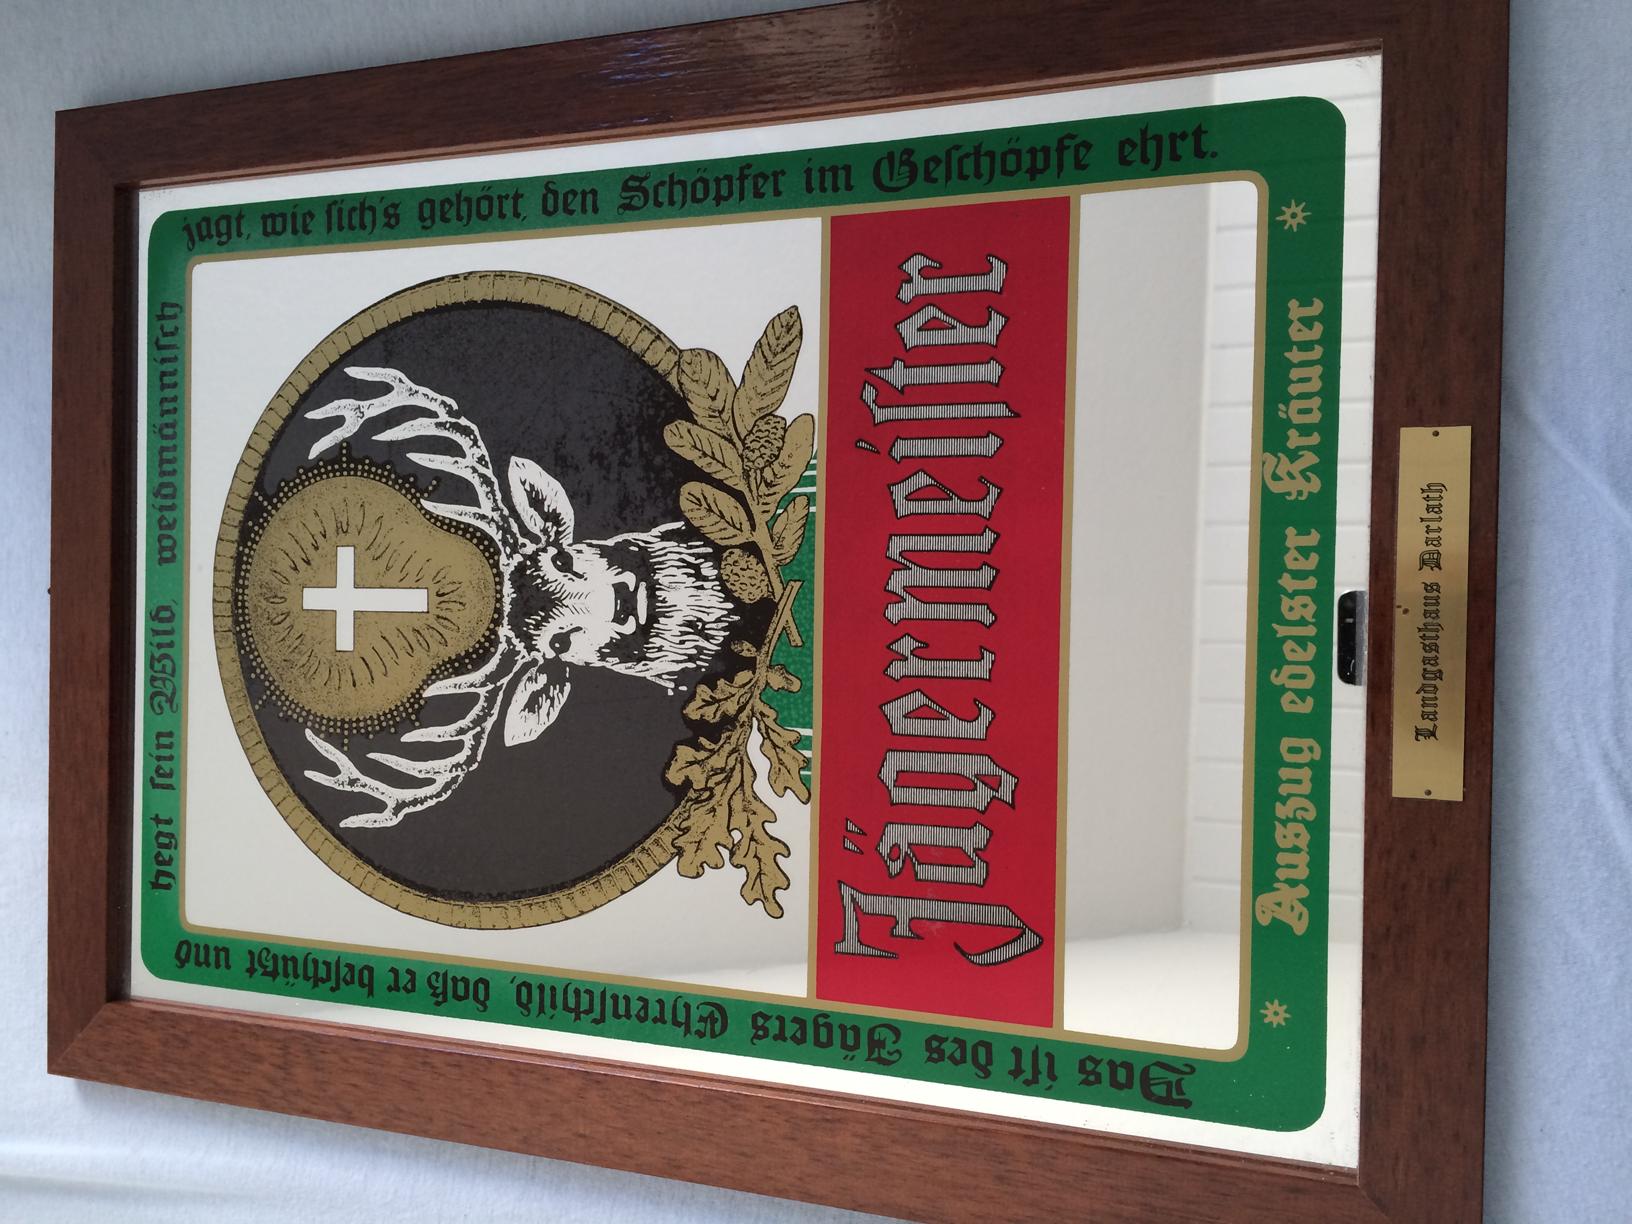 Das ist des Jägers Ehrenschild, daß er beschützt und
hegt sein Wild, weidmännisch
jagt, wie sich's gehört, den Schöpfer im Geschöpfe ehrt.
Jägermeister
Auszug edelster Kräuter
Landgasthaus Darlath